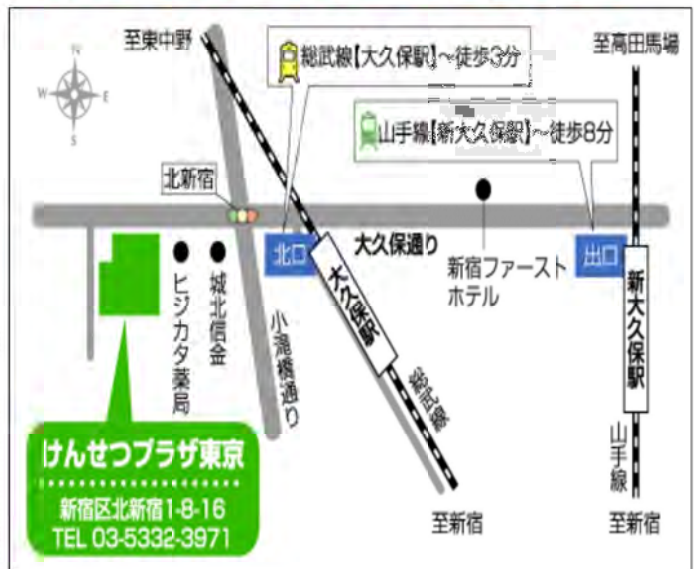 至東中野
総武線【大久保駅】～徒歩3分
至高田馬場
N
W
E
S
山手線【新大久保駅】～徒歩8分
北新宿
北口
大久保通り
新宿ファースト
ホテル
出口
ヒジカタ薬局
城北信金
小滝橋通り
大久保駅
総武線
新大久保駅
山手線
けんせつプラザ東京
新宿区北新宿1-8-16
TEL 03-5332-3971
至新宿
至新宿